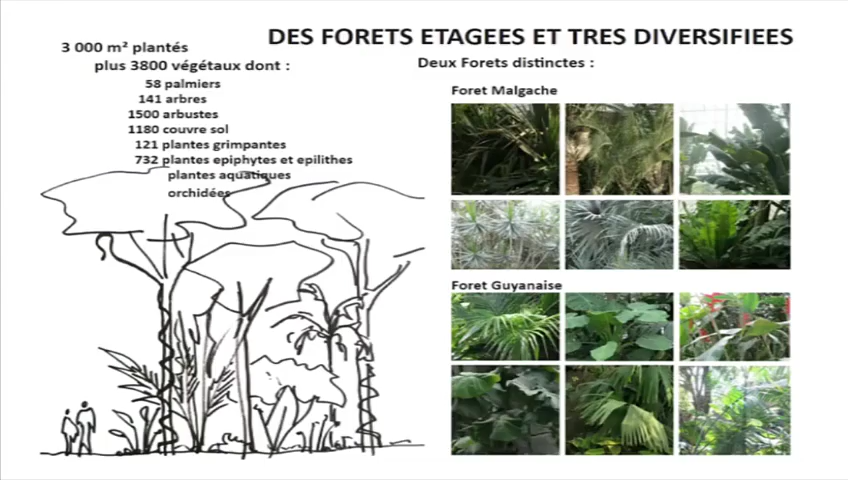 DES FORETS ETAGEES ET TRES DIVERSIFIEES
3 000 m² plantés
plus 3800 végétaux dont :
58 palmiers
141 arbres
1500 arbustes
1180 couvre sol
121 plantes grimpantes
732 plantes epiphytes et epilithes
plantes aquatiques
orchidées
Deux Forets distinctes :
Foret Malgache
Foret Guyanaise